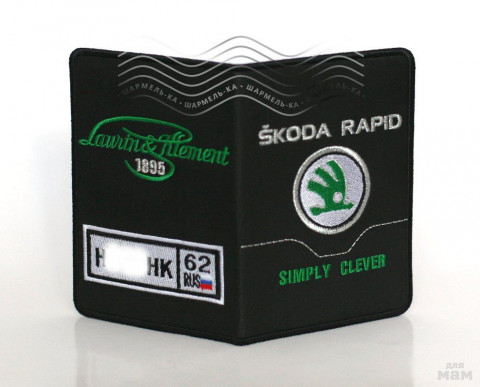 ШАРМЕЛЬ-КА • ШАРМЕЛЬ-КА • ШАРМЕЛЬ-КА
Laurin & Klement
1895
H HK 62
RUS
ŠKODA RAPID
SIMPLY CLEVER
для
мам